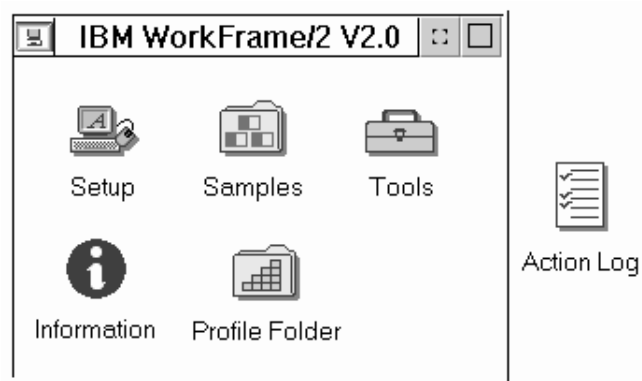 IBM WorkFrame/2 V2.0
Setup
Samples
Tools
Action Log
Information
Profile Folder